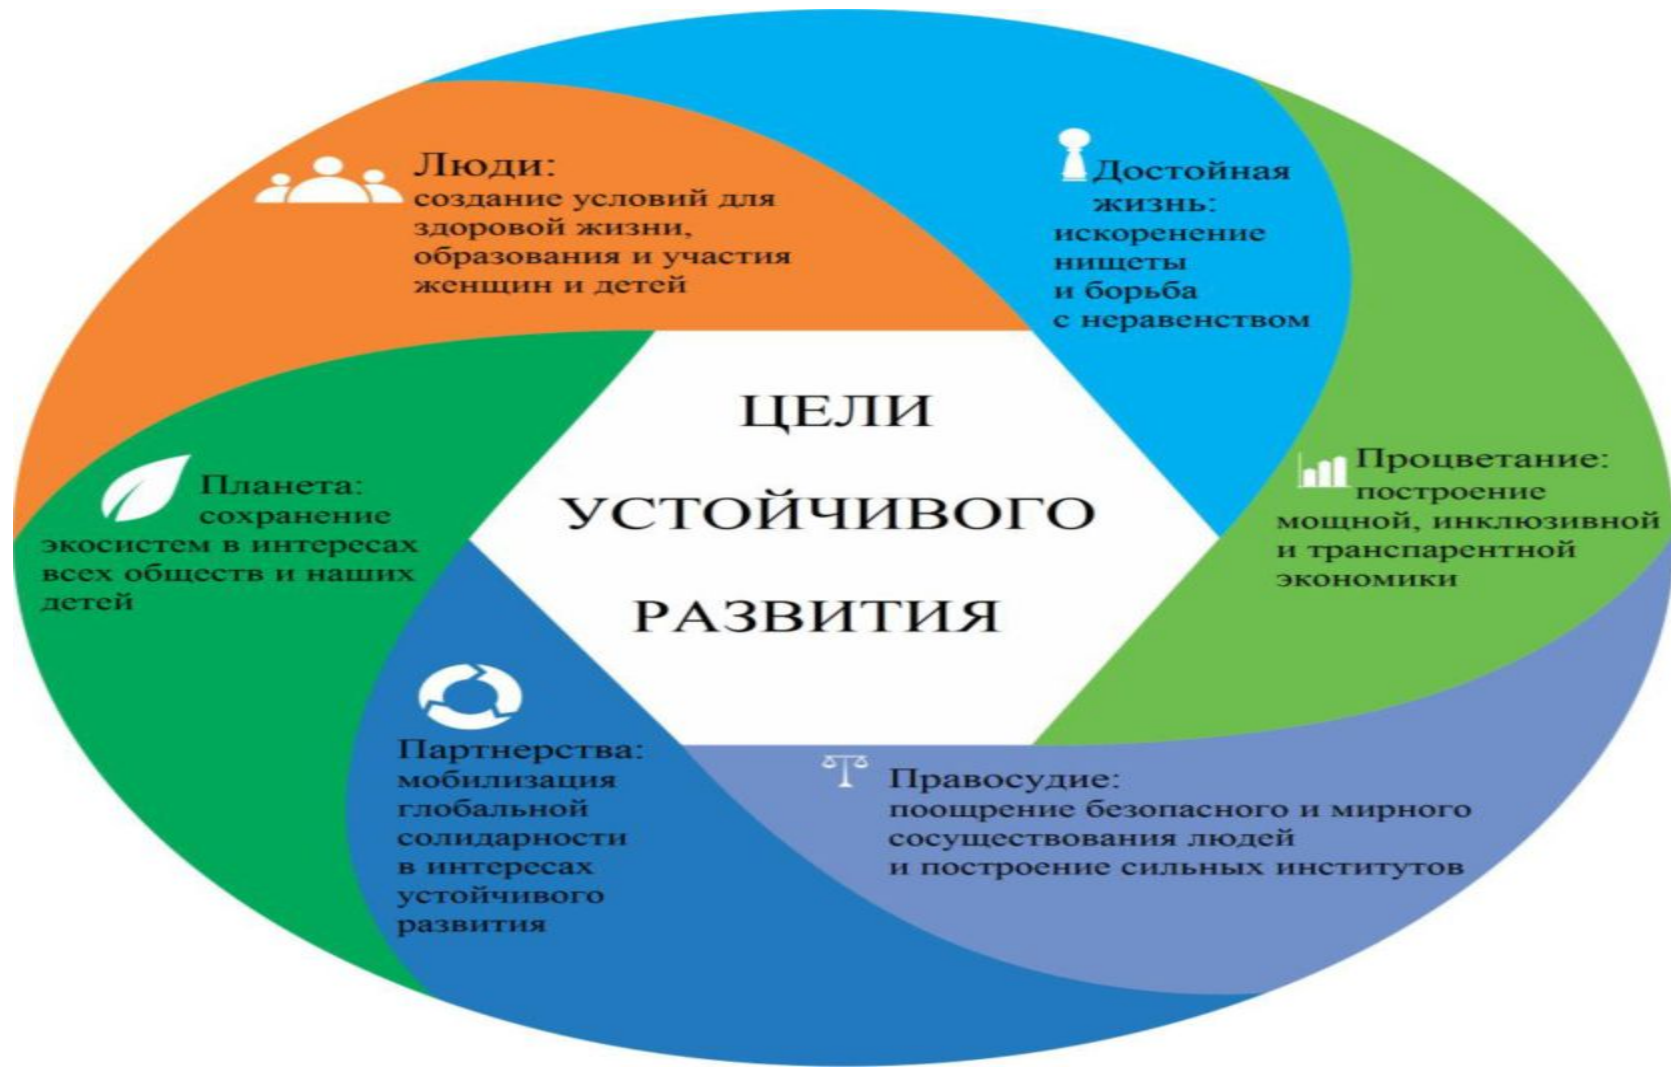 Люди:
создание условий для
здоровой жизни,
образования и участия
женщин и детей
Достойная
жизнь:
искоренение
нищеты
и борьба
с неравенством
ЦЕЛИ
УСТОЙЧИВОГО
РАЗВИТИЯ
Планета:
сохранение
экосистем в интересах
всех обществ и наших
детей
Процветание:
построение
мощной, инклюзивной
и транспарентной
экономики
Партнерства:
мобилизация
глобальной
солидарности
в интересах
устойчивого
развития
Правосудие:
поощрение безопасного и мирного
сосуществования людей
и построение сильных институтов